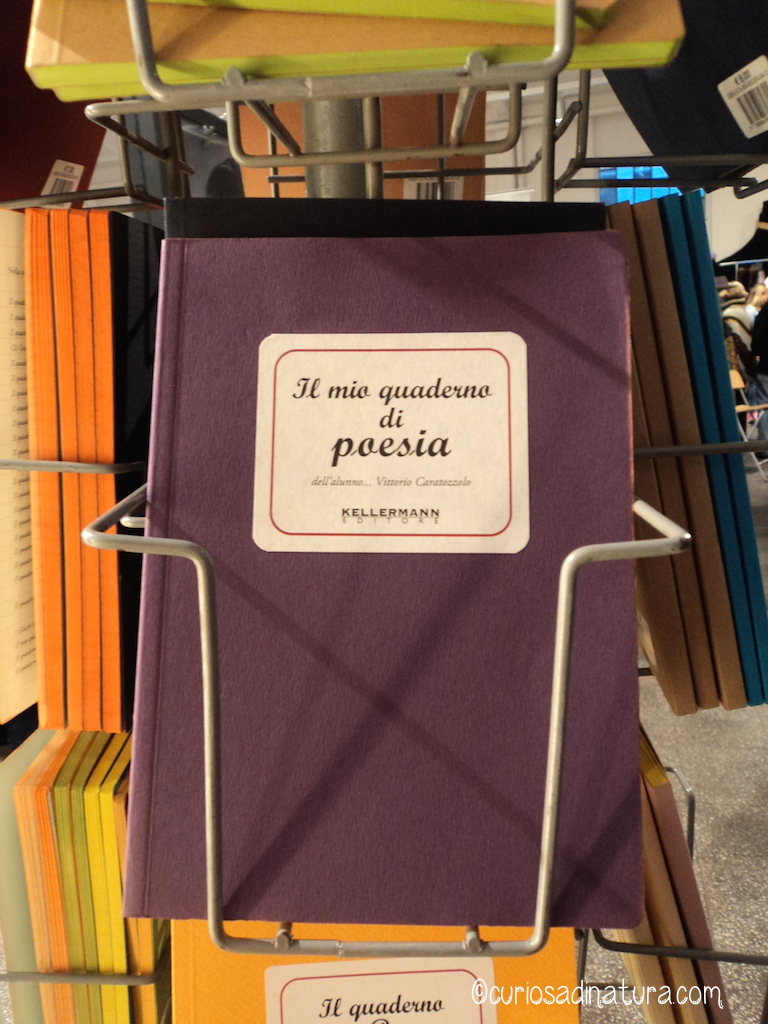 Il mio quaderno
di
poesia
dell'alunno... Vittorio Caratozzolo
KELLERMANN
EDITORE
Il quaderno
©curiosadinatura.com